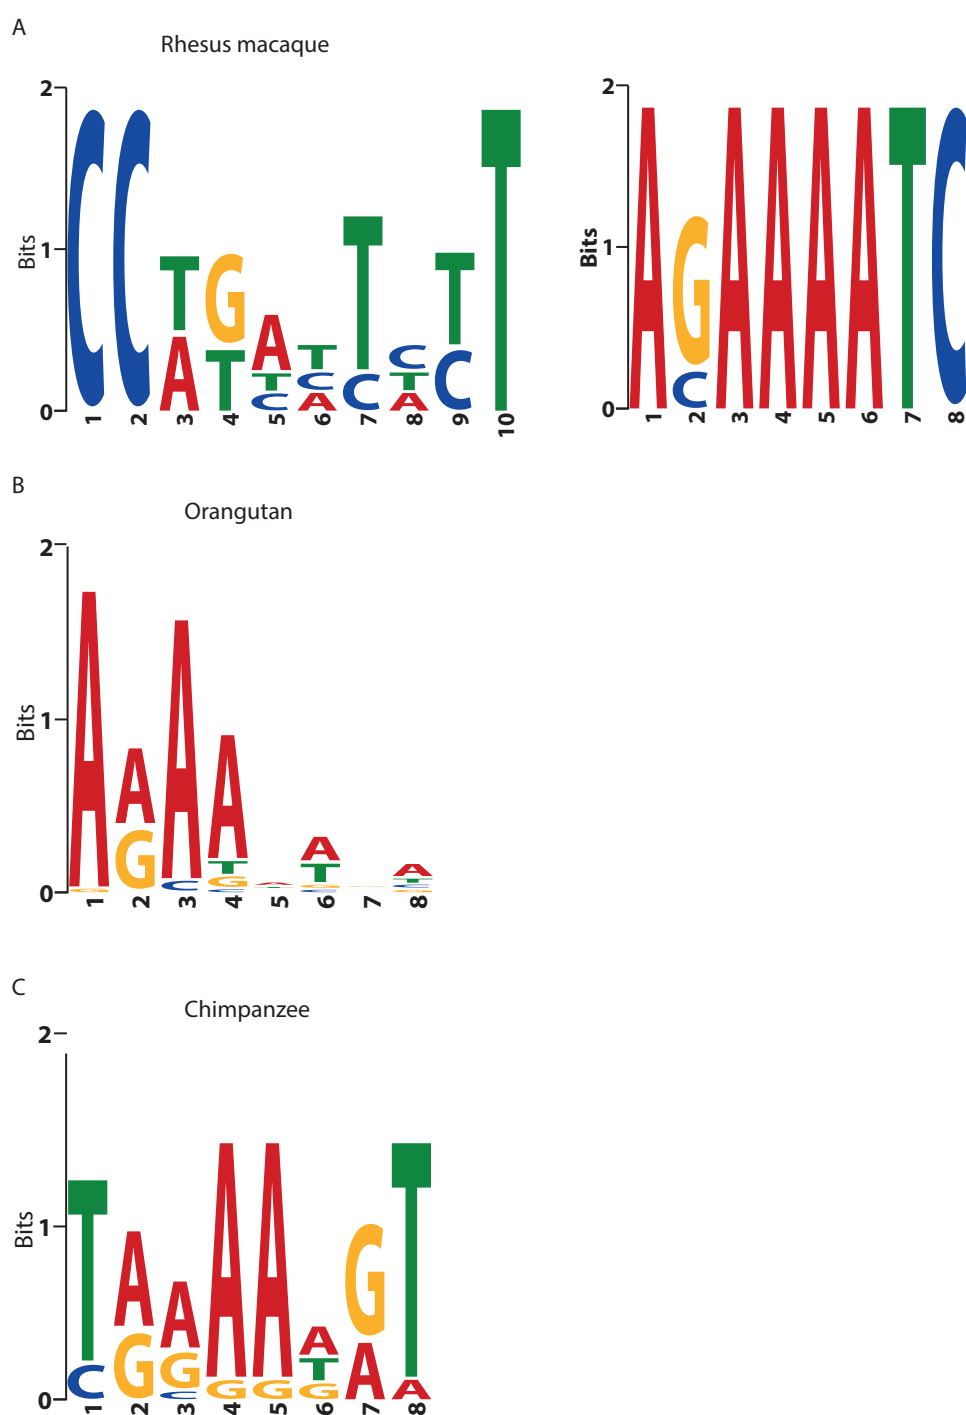 A
Rhesus macaque
2
1
0
Bits
C C T G A T T C T T
A T T C C T C
C A A
1 2 3 4 5 6 7 8 9 10
2
1
0
Bits
A G A A A A T C
C
1 2 3 4 5 6 7 8
B
Orangutan
2
1
0
Bits
A A A A A A A
G G C T T T
G G C
C C G
1 2 3 4 5 6 7 8
C
Chimpanzee
2
1
0
Bits
T A A A A A G T
C G G G G T A A
C G
1 2 3 4 5 6 7 8